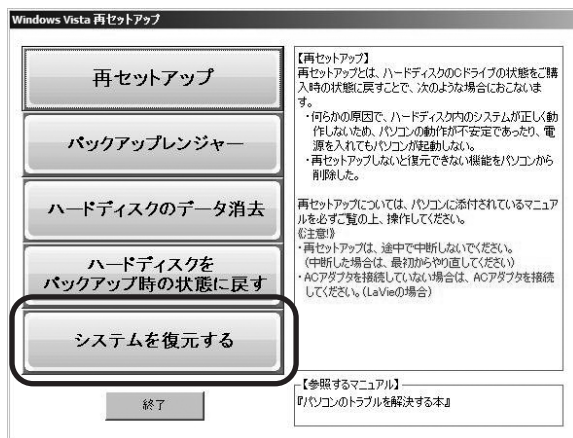 Windows Vista 再セットアップ
再セットアップ
バックアップレンジャー
ハードディスクのデータ消去
ハードディスクを
バックアップ時の状態に戻す
システムを復元する
終了
【再セットアップ】
再セットアップとは、ハードディスクのCドライブの状態をご購
入時の状態に戻すことで、次のような場合におこないま
す。
・何らかの原因で、ハードディスク内のシステムが正しく動
作しないため、パソコンの動作が不安定であったり、電
源を入れてもパソコンが起動しない。
・再セットアップしないと復元できない機能をパソコンから
削除した。
再セットアップについては、パソコンに添付されているマニュア
ルを必ずご覧の上、操作してください。
《注意!》
・再セットアップは、途中で中断しないでください。
(中断した場合は、最初からやり直してください)
・ACアダプタを接続していない場合は、ACアダプタを接続
してください。(LaVieの場合)
【参照するマニュアル】
『パソコンのトラブルを解決する本』